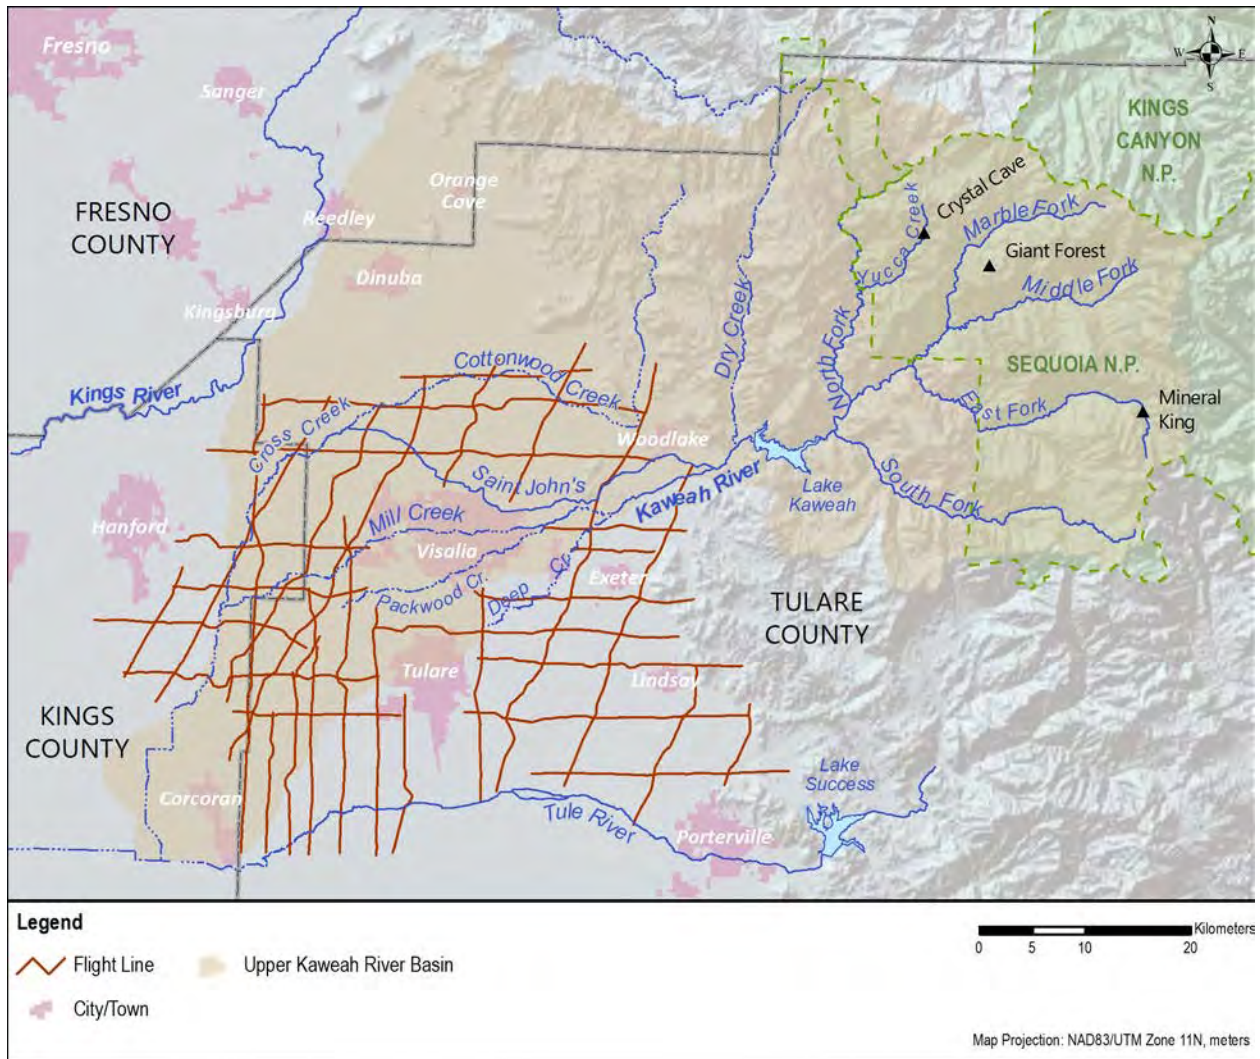 Fresno
Sanger
N
W
E
S
KINGS
CANYON
N.P.
FRESNO
COUNTY
Orange
Cave
Reedley
Dinuba
Kingsburg
Kings River
Crystal Cave
Yucca Creek
Marble Fork
Giant Forest
Middle Fork
Dry Creek
North Fork
SEQUOIA N.P.
East Fork
Mineral
King
Cottonwood Creek
Cross Creek
Woodlake
Saint John's
Kaweah River
Lake
Kaweah
South Fork
Hanford
Mill Creek
Visalia
Packwood Cr.
Deep Cr.
Exeter
TULARE
COUNTY
Tulare
Lindsay
KINGS
COUNTY
Corcoran
Lake
Success
Tule River
Porterville
Legend
Flight Line
Upper Kaweah River Basin
City/Town
Kilometers
0 5 10 20
Map Projection: NAD83/UTM Zone 11N, meters